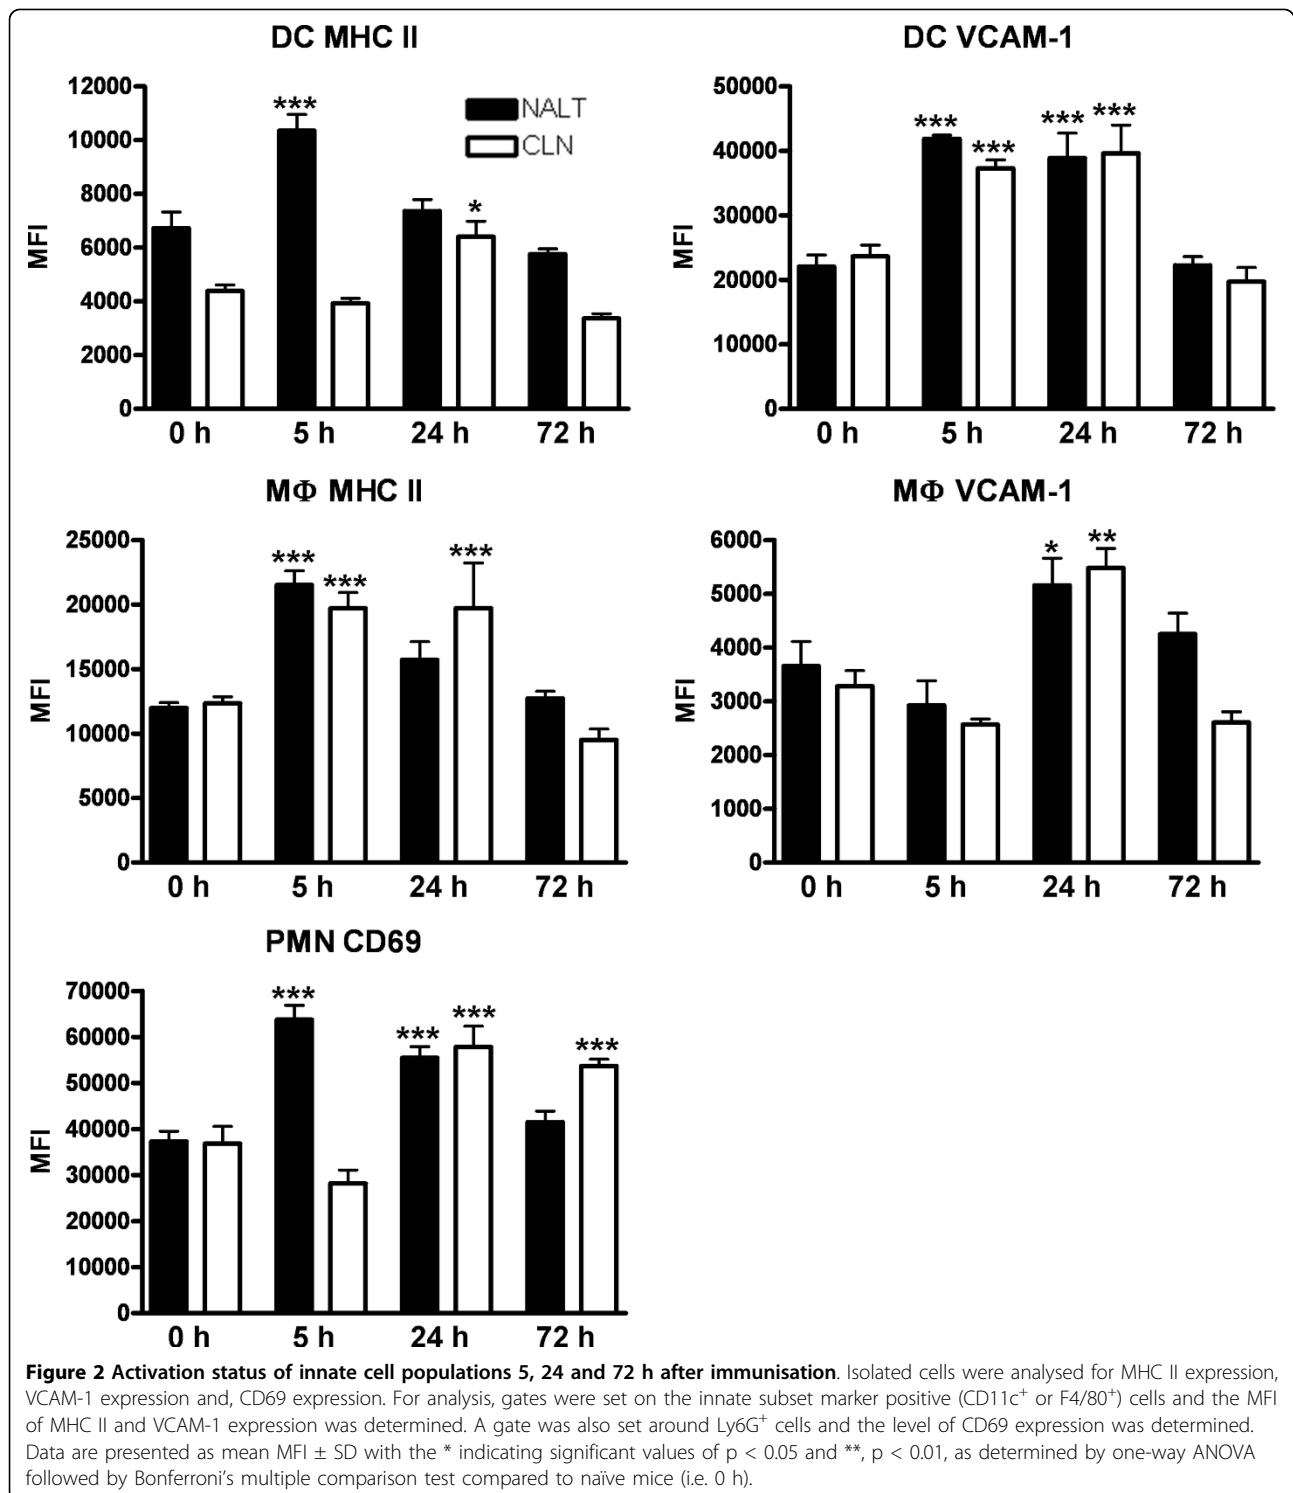 DC MHC II
12000
10000
8000
6000
4000
2000
0
MFI
***
*
NALT
CLN
0 h 5 h 24 h 72 h
DC VCAM-1
50000
40000
30000
20000
10000
0
MFI
*** *** *** ***
0 h 5 h 24 h 72 h
MΦ MHC II
25000
20000
15000
10000
5000
0
MFI
*** *** ***
0 h 5 h 24 h 72 h
MΦ VCAM-1
6000
5000
4000
3000
2000
1000
0
MFI
* **
0 h 5 h 24 h 72 h
PMN CD69
70000
60000
50000
40000
30000
20000
10000
0
MFI
*** *** *** ***
0 h 5 h 24 h 72 h
Figure 2 Activation status of innate cell populations 5, 24 and 72 h after immunisation. Isolated cells were analysed for MHC II expression,
VCAM-1 expression and, CD69 expression. For analysis, gates were set on the innate subset marker positive (CD11c⁺ or F4/80⁺) cells and the MFI
of MHC II and VCAM-1 expression was determined. A gate was also set around Ly6G⁺ cells and the level of CD69 expression was determined.
Data are presented as mean MFI ± SD with the * indicating significant values of p < 0.05 and **, p < 0.01, as determined by one-way ANOVA
followed by Bonferroni's multiple comparison test compared to naïve mice (i.e. 0 h).